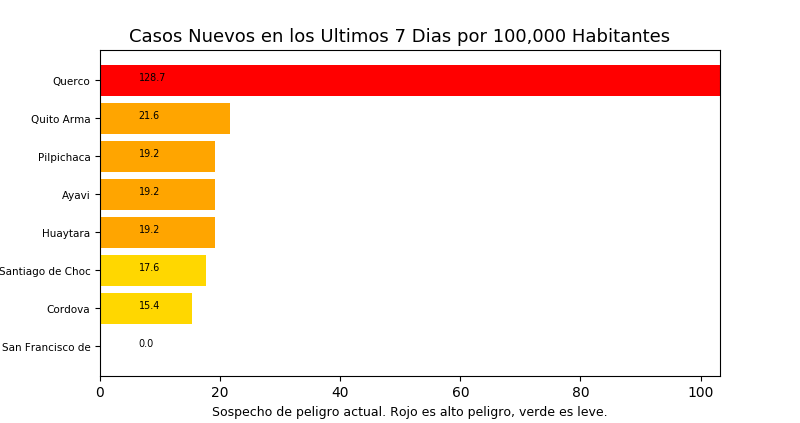 Casos Nuevos en los Ultimos 7 Dias por 100,000 Habitantes
Querco 128.7
Quito Arma 21.6
Pilpichaca 19.2
Ayavi 19.2
Huaytara 19.2
Santiago de Choc 17.6
Cordova 15.4
San Francisco de 0.0
0 20 40 60 80 100
Sospecho de peligro actual. Rojo es alto peligro, verde es leve.